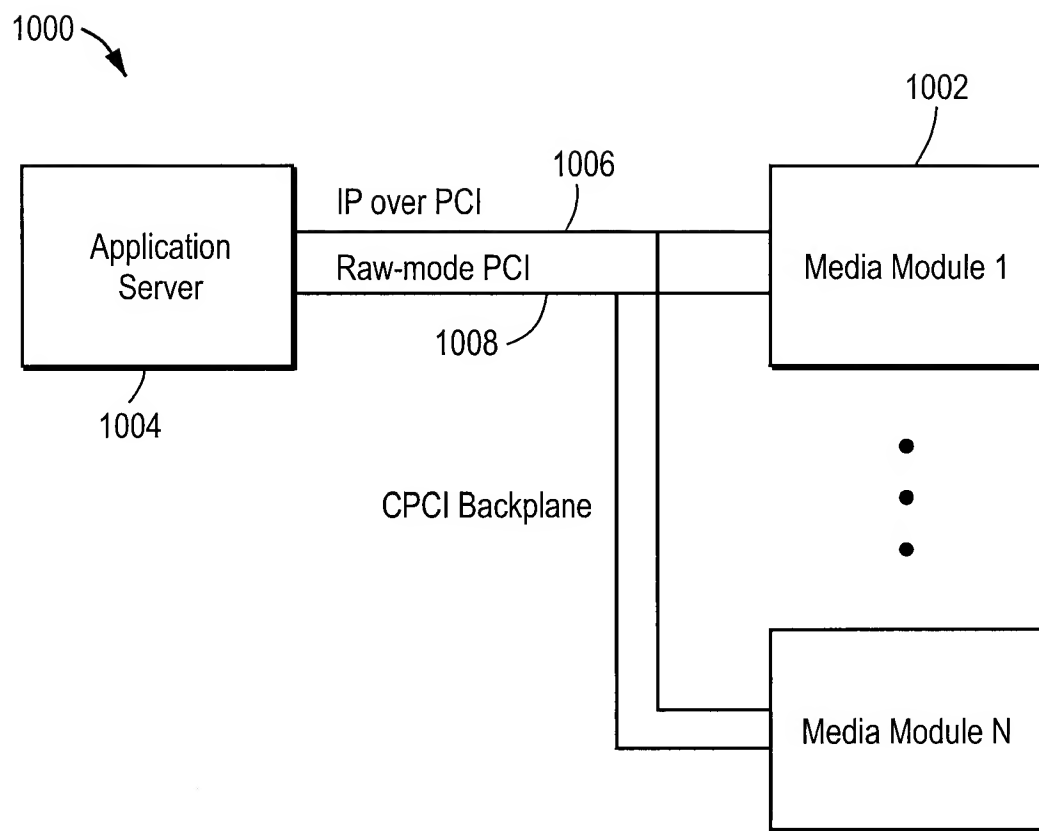 1000
1002
1006
IP over PCI
Application
Server
Raw-mode PCI
Media Module 1
1008
1004
CPCI Backplane
Media Module N